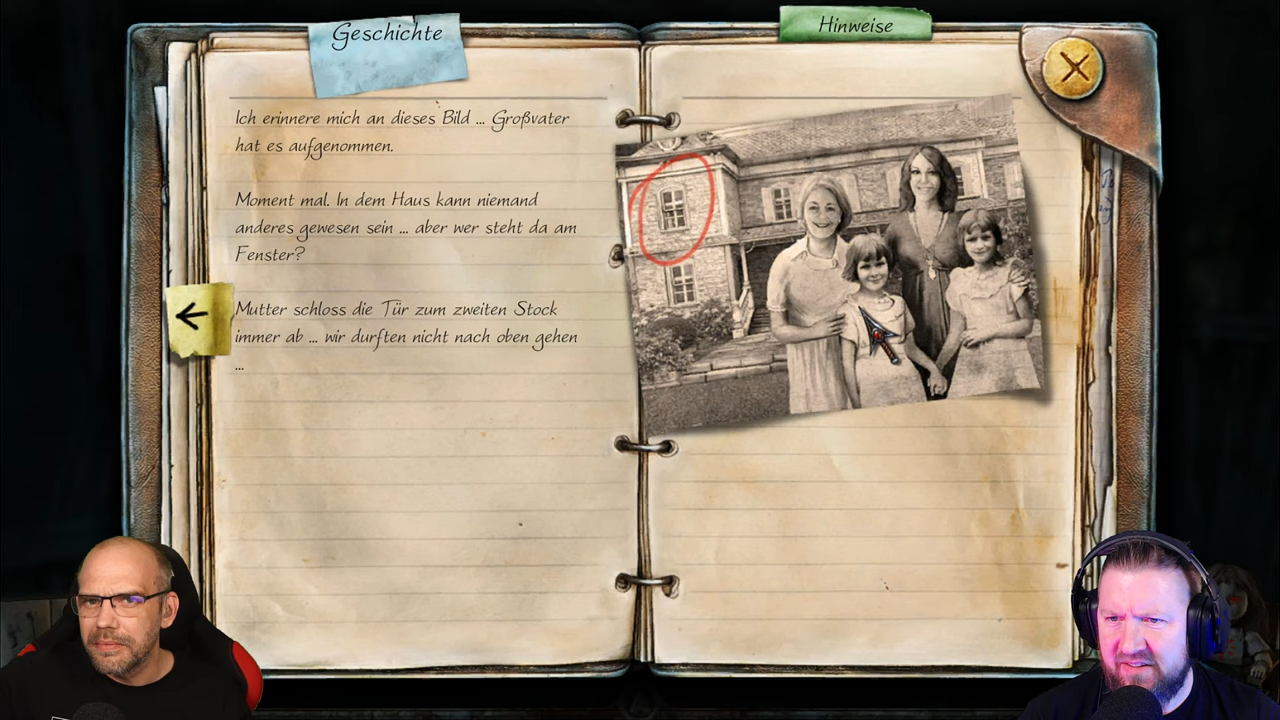 Geschichte
Hinweise
Ich erinnere mich an dieses Bild ... Großvater
hat es aufgenommen.
Moment mal. In dem Haus kann niemand
anderes gewesen sein ... aber wer steht da am
Fenster?
Mutter schloss die Tür zum zweiten Stock
immer ab ... wir durften nicht nach oben gehen
...